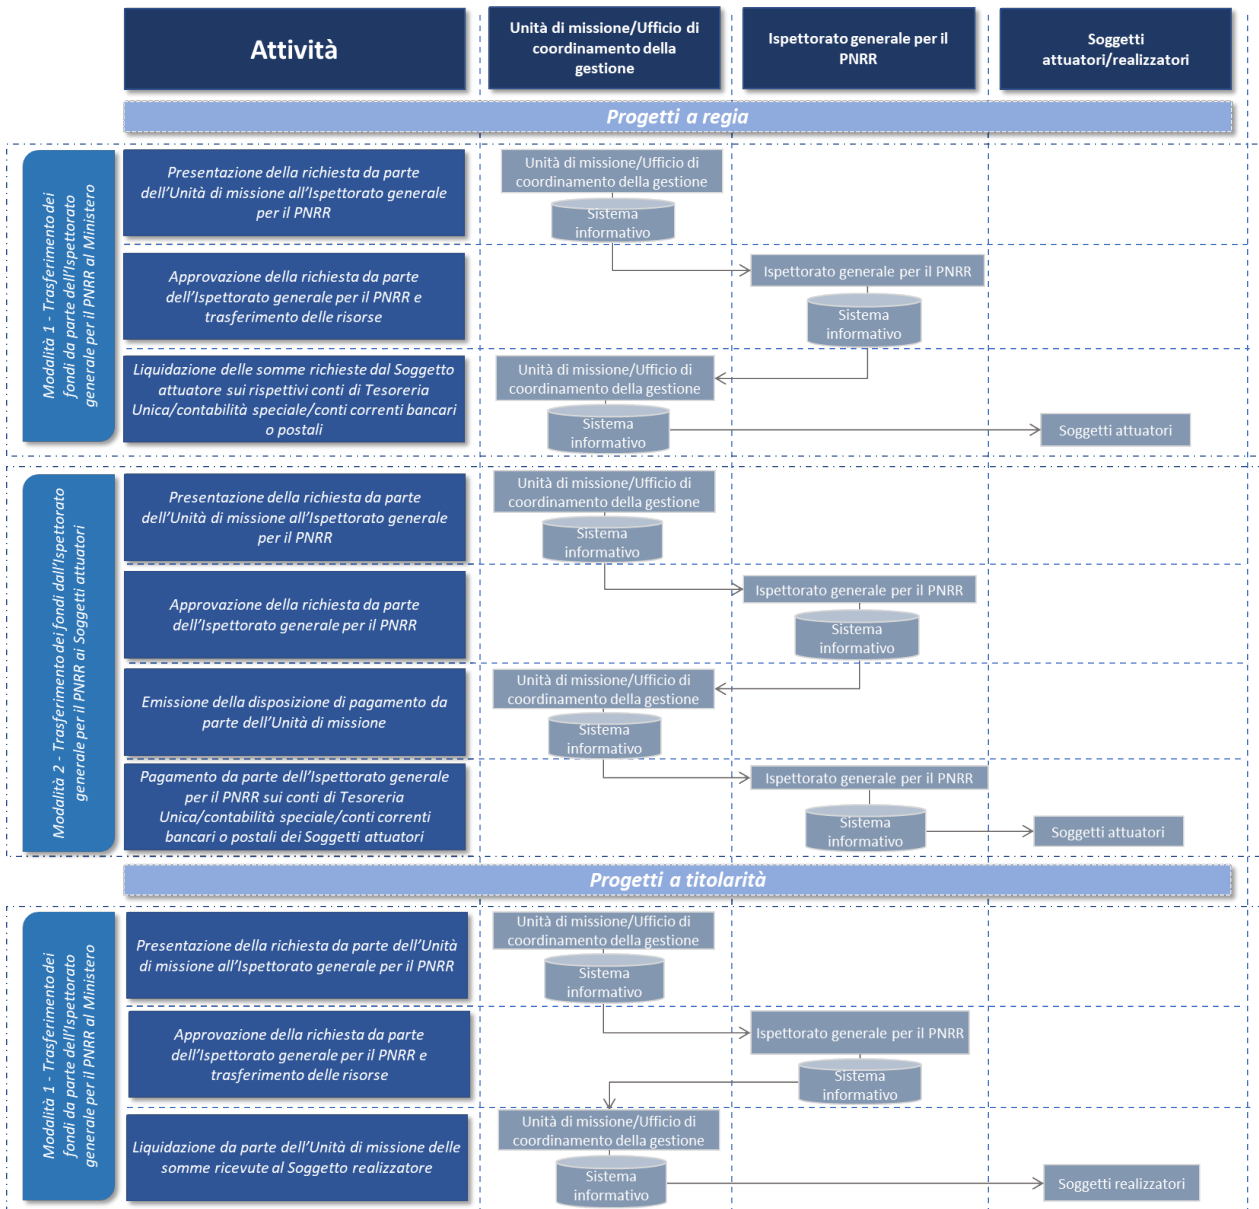 Attività
Unità di missione/Ufficio di
coordinamento della
gestione
Ispettorato generale per il
PNRR
Soggetti
attuatori/realizzatori
Progetti a regia
Modalità 1 - Trasferimento dei
fondi da parte dell'Ispettorato
generale per il PNRR al Ministero
Presentazione della richiesta da parte
dell'Unità di missione all'Ispettorato generale
per il PNRR
Unità di missione/Ufficio di
coordinamento della gestione
Sistema
informativo
Approvazione della richiesta da parte
dell'Ispettorato generale per il PNRR e
trasferimento delle risorse
Ispettorato generale per il PNRR
Sistema
informativo
Liquidazione delle somme richieste dal Soggetto
attuatore sui rispettivi conti di Tesoreria
Unica/contabilità speciale/conti correnti bancari
o postali
Unità di missione/Ufficio di
coordinamento della gestione
Sistema
informativo
Soggetti attuatori
Modalità 2 - Trasferimento dei fondi dall'Ispettorato
generale per il PNRR ai Soggetti attuatori
Presentazione della richiesta da parte
dell'Unità di missione all'Ispettorato generale
per il PNRR
Unità di missione/Ufficio di
coordinamento della gestione
Sistema
informativo
Approvazione della richiesta da parte
dell'Ispettorato generale per il PNRR
Ispettorato generale per il PNRR
Sistema
informativo
Emissione della disposizione di pagamento da
parte dell'Unità di missione
Unità di missione/Ufficio di
coordinamento della gestione
Sistema
informativo
Pagamento da parte dell'Ispettorato generale
per il PNRR sui conti di Tesoreria
Unica/contabilità speciale/conti correnti
bancari o postali dei Soggetti attuatori
Ispettorato generale per il PNRR
Sistema
informativo
Soggetti attuatori
Progetti a titolarità
Modalità 1 - Trasferimento dei
fondi da parte dell'Ispettorato
generale per il PNRR al Ministero
Presentazione della richiesta da parte dell'Unità
di missione all'Ispettorato generale per il PNRR
Unità di missione/Ufficio di
coordinamento della gestione
Sistema
informativo
Approvazione della richiesta da parte
dell'Ispettorato generale per il PNRR e
trasferimento delle risorse
Ispettorato generale per il PNRR
Sistema
informativo
Liquidazione da parte dell'Unità di missione delle
somme ricevute al Soggetto realizzatore
Unità di missione/Ufficio di
coordinamento della gestione
Sistema
informativo
Soggetti realizzatori